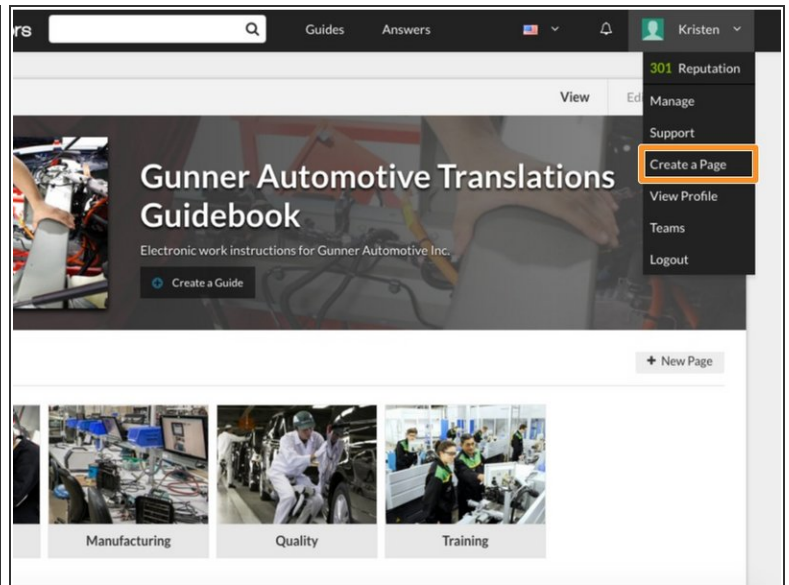 rs
Guides
Answers
Kristen
301 Reputation
View
Edi
Manage
Support
Create a Page
View Profile
Teams
Logout
Gunner Automotive Translations
Guidebook
Electronic work instructions for Gunner Automotive Inc.
Create a Guide
+ New Page
Manufacturing
Quality
Training